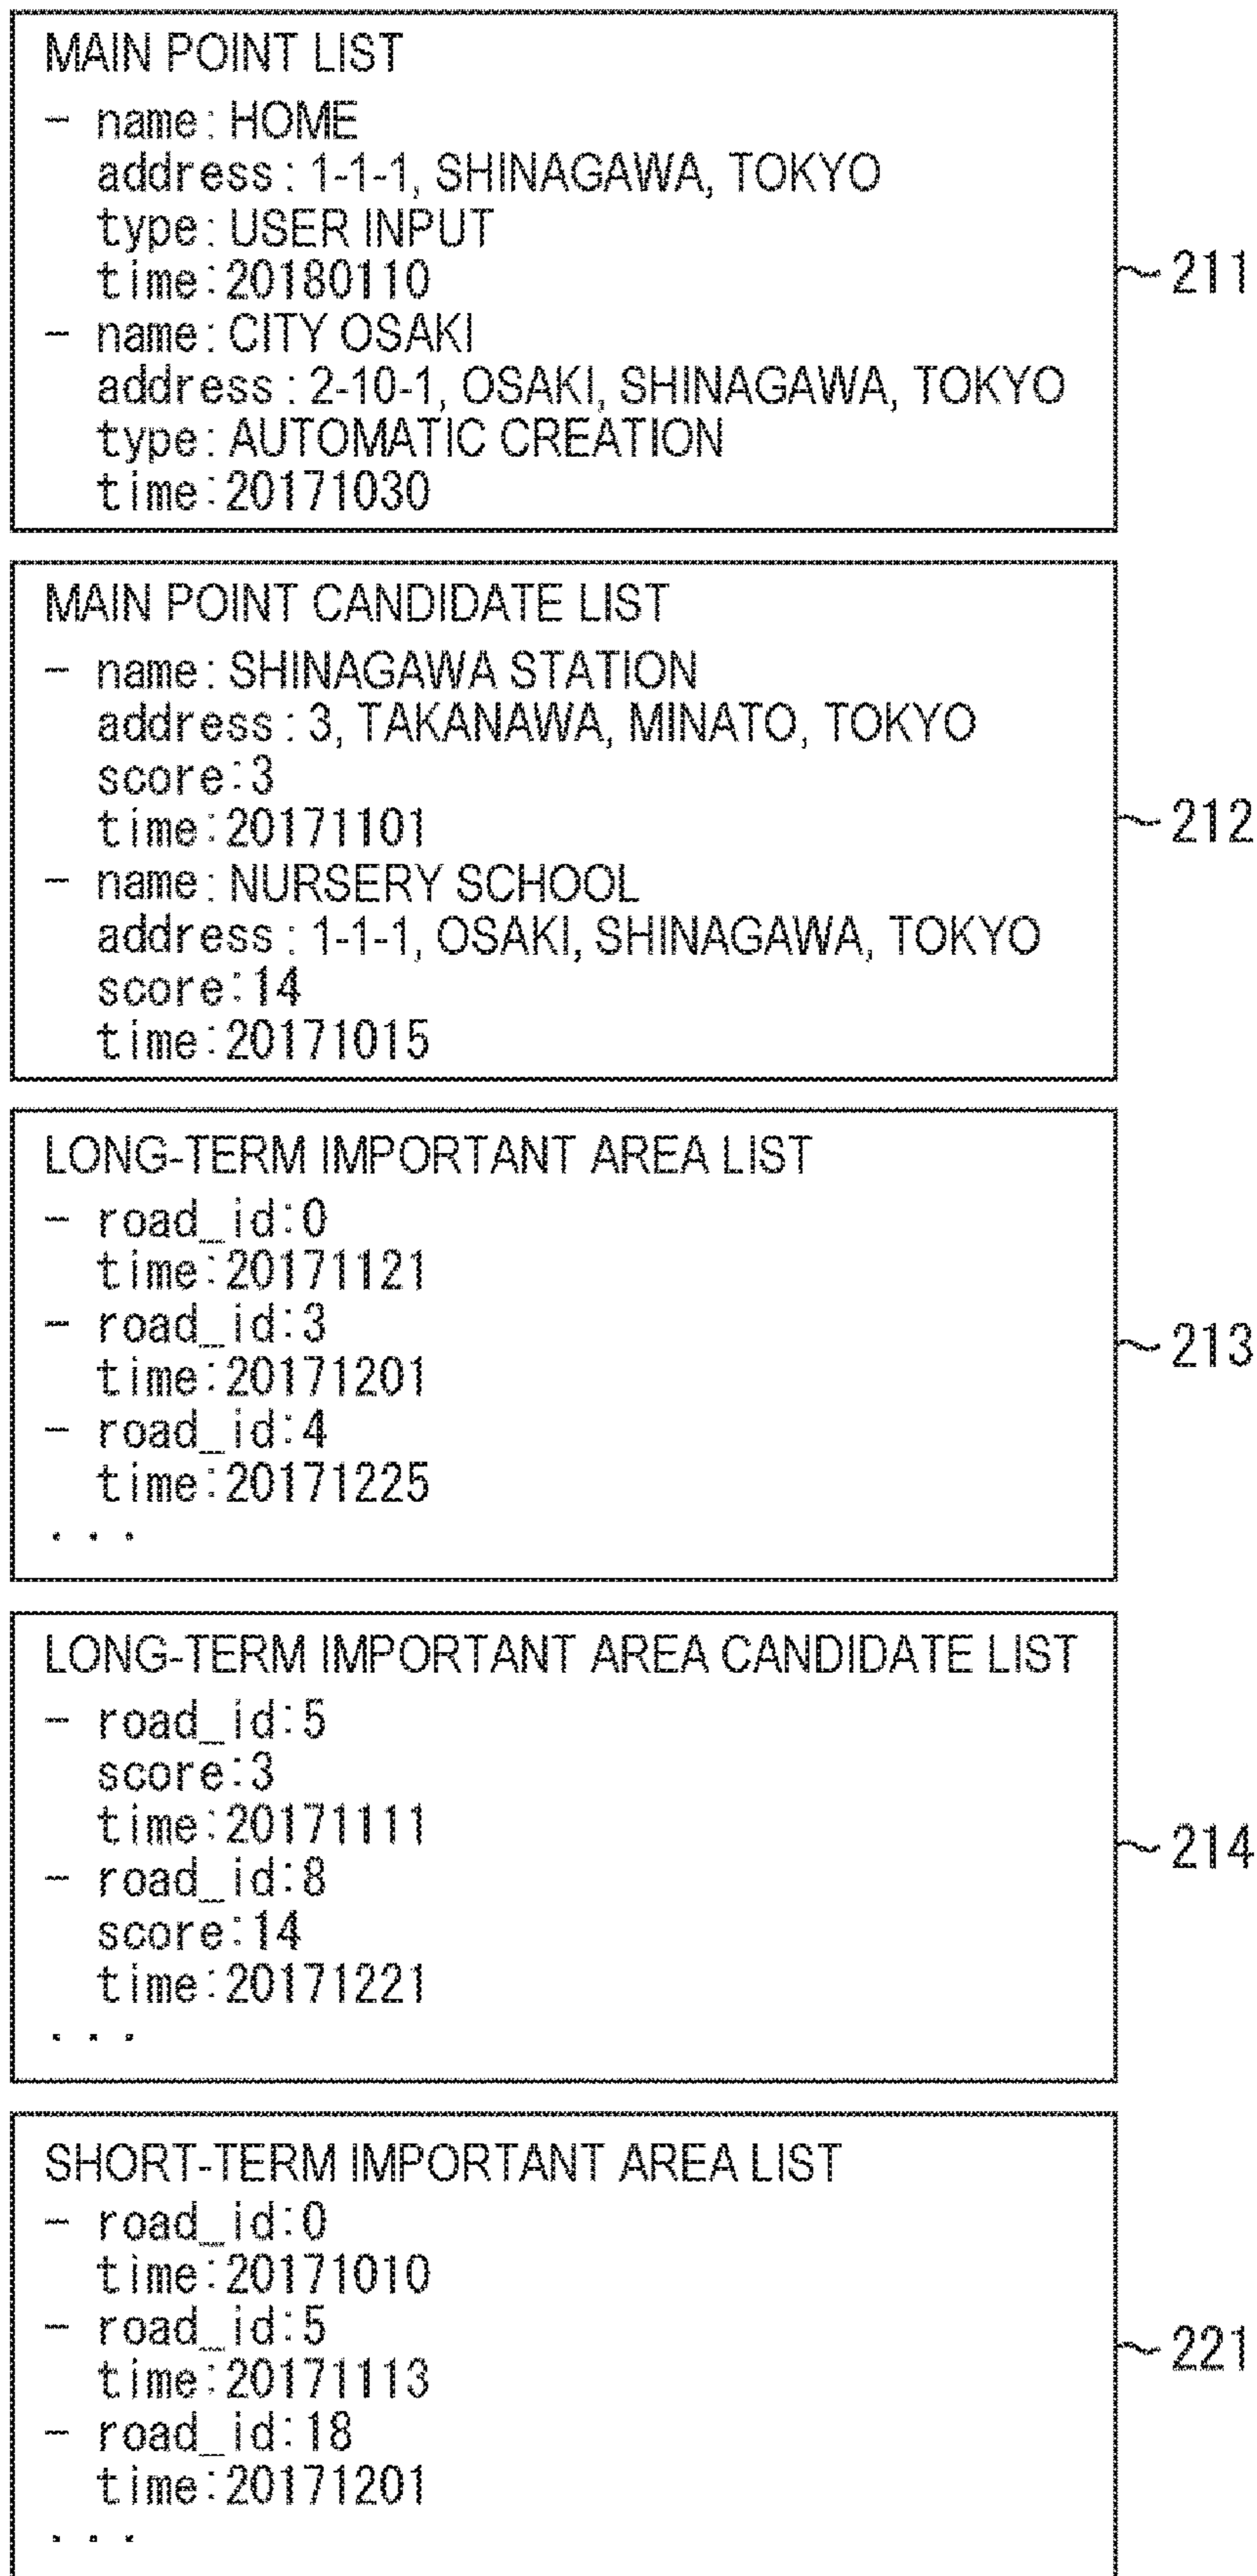 MAIN POINT LIST
- name:HOME
address:1-1-1, SHINAGAWA, TOKYO
type:USER INPUT
time:20180110
- name:CITY OSAKI
address:2-10-1, OSAKI, SHINAGAWA, TOKYO
type:AUTOMATIC CREATION
time:20171030
211
MAIN POINT CANDIDATE LIST
- name:SHINAGAWA STATION
address:3, TAKANAWA, MINATO, TOKYO
score:3
time:20171101
- name:NURSERY SCHOOL
address:1-1-1, OSAKI, SHINAGAWA, TOKYO
score:14
time:20171015
212
LONG-TERM IMPORTANT AREA LIST
- road_id:0
time:20171121
- road_id:3
time:20171201
- road_id:4
time:20171225
...
213
LONG-TERM IMPORTANT AREA CANDIDATE LIST
- road_id:5
score:3
time:20171111
- road_id:8
score:14
time:20171221
...
214
SHORT-TERM IMPORTANT AREA LIST
- road_id:0
time:20171010
- road_id:5
time:20171113
- road_id:18
time:20171201
...
221